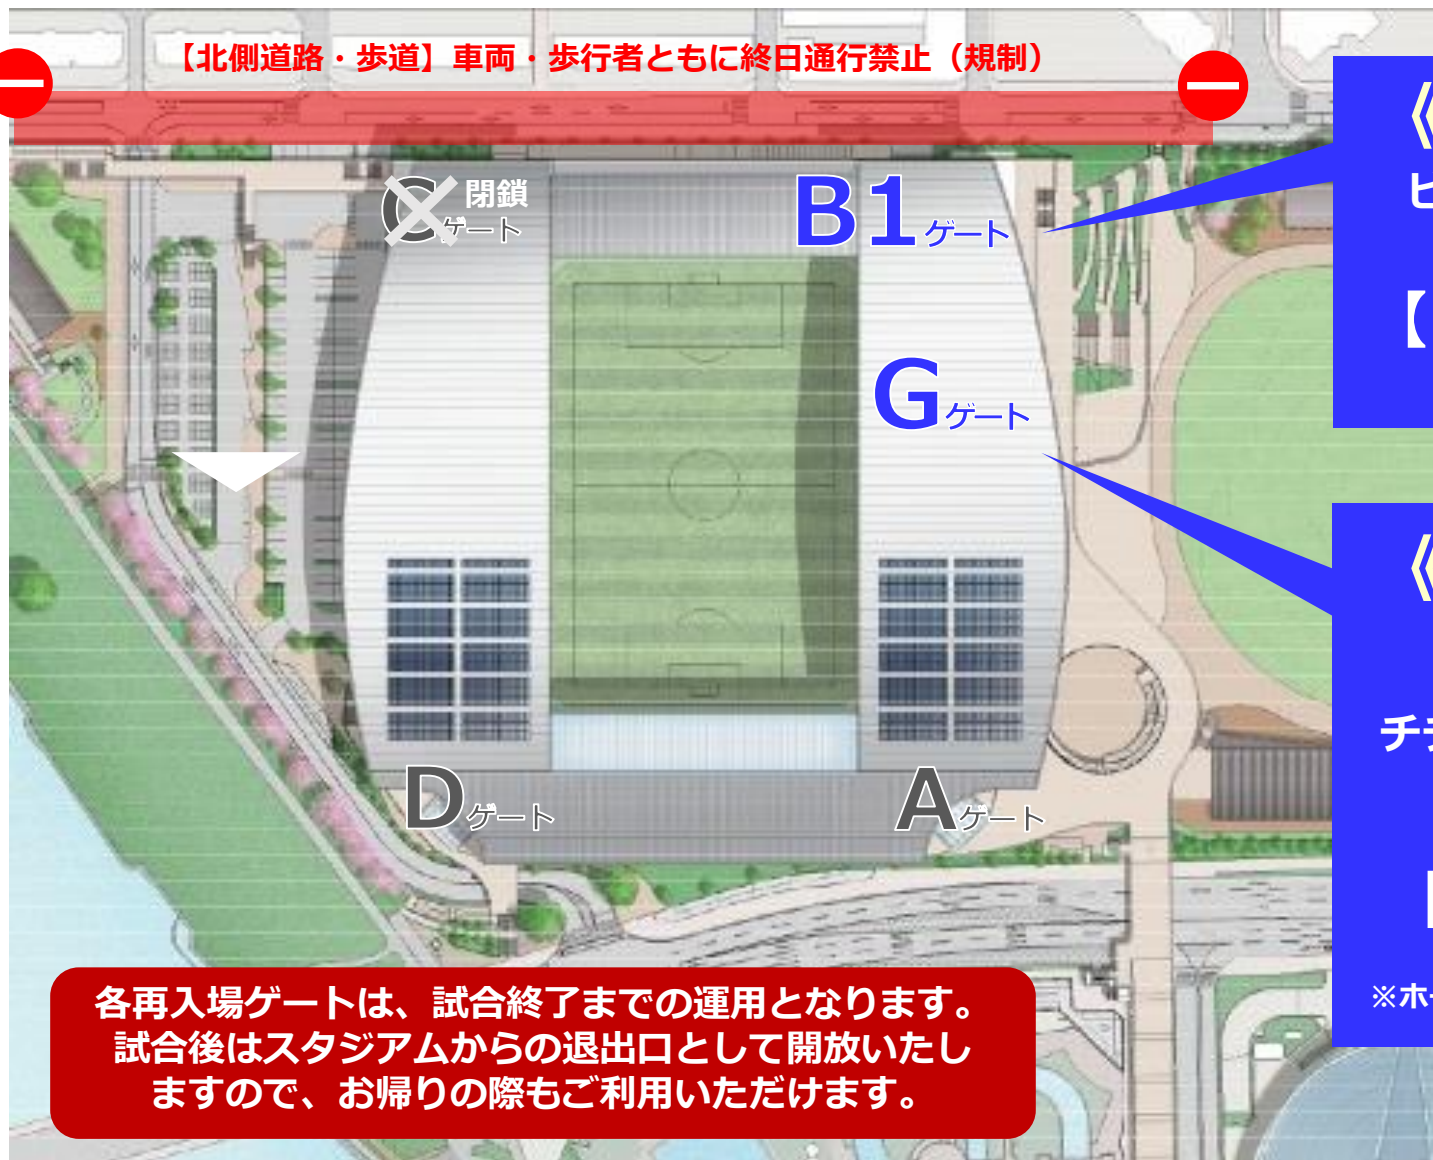 【北側道路・歩道】車両・歩行者ともに終日通行禁止（規制）
C 閉鎖
ゲート
B1ゲート
Gゲート
Dゲート
Aゲート
《
ピ
【
《
チラ
【
※ホー
各再入場ゲートは、試合終了までの運用となります。
試合後はスタジアムからの退出口として開放いたし
ますので、お帰りの際もご利用いただけます。